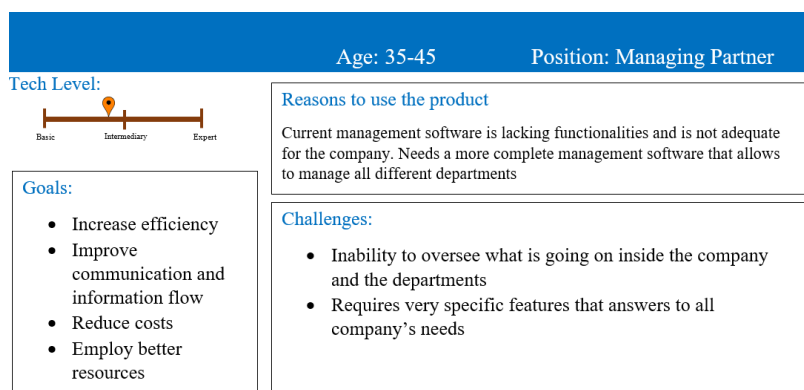 Age: 35-45 Position: Managing Partner
Tech Level:
Basic Intermediary Expert
Goals:
• Increase efficiency
• Improve
communication and
information flow
• Reduce costs
• Employ better
resources
Reasons to use the product
Current management software is lacking functionalities and is not adequate
for the company. Needs a more complete management software that allows
to manage all different departments
Challenges:
• Inability to oversee what is going on inside the company
and the departments
• Requires very specific features that answers to all
company’s needs